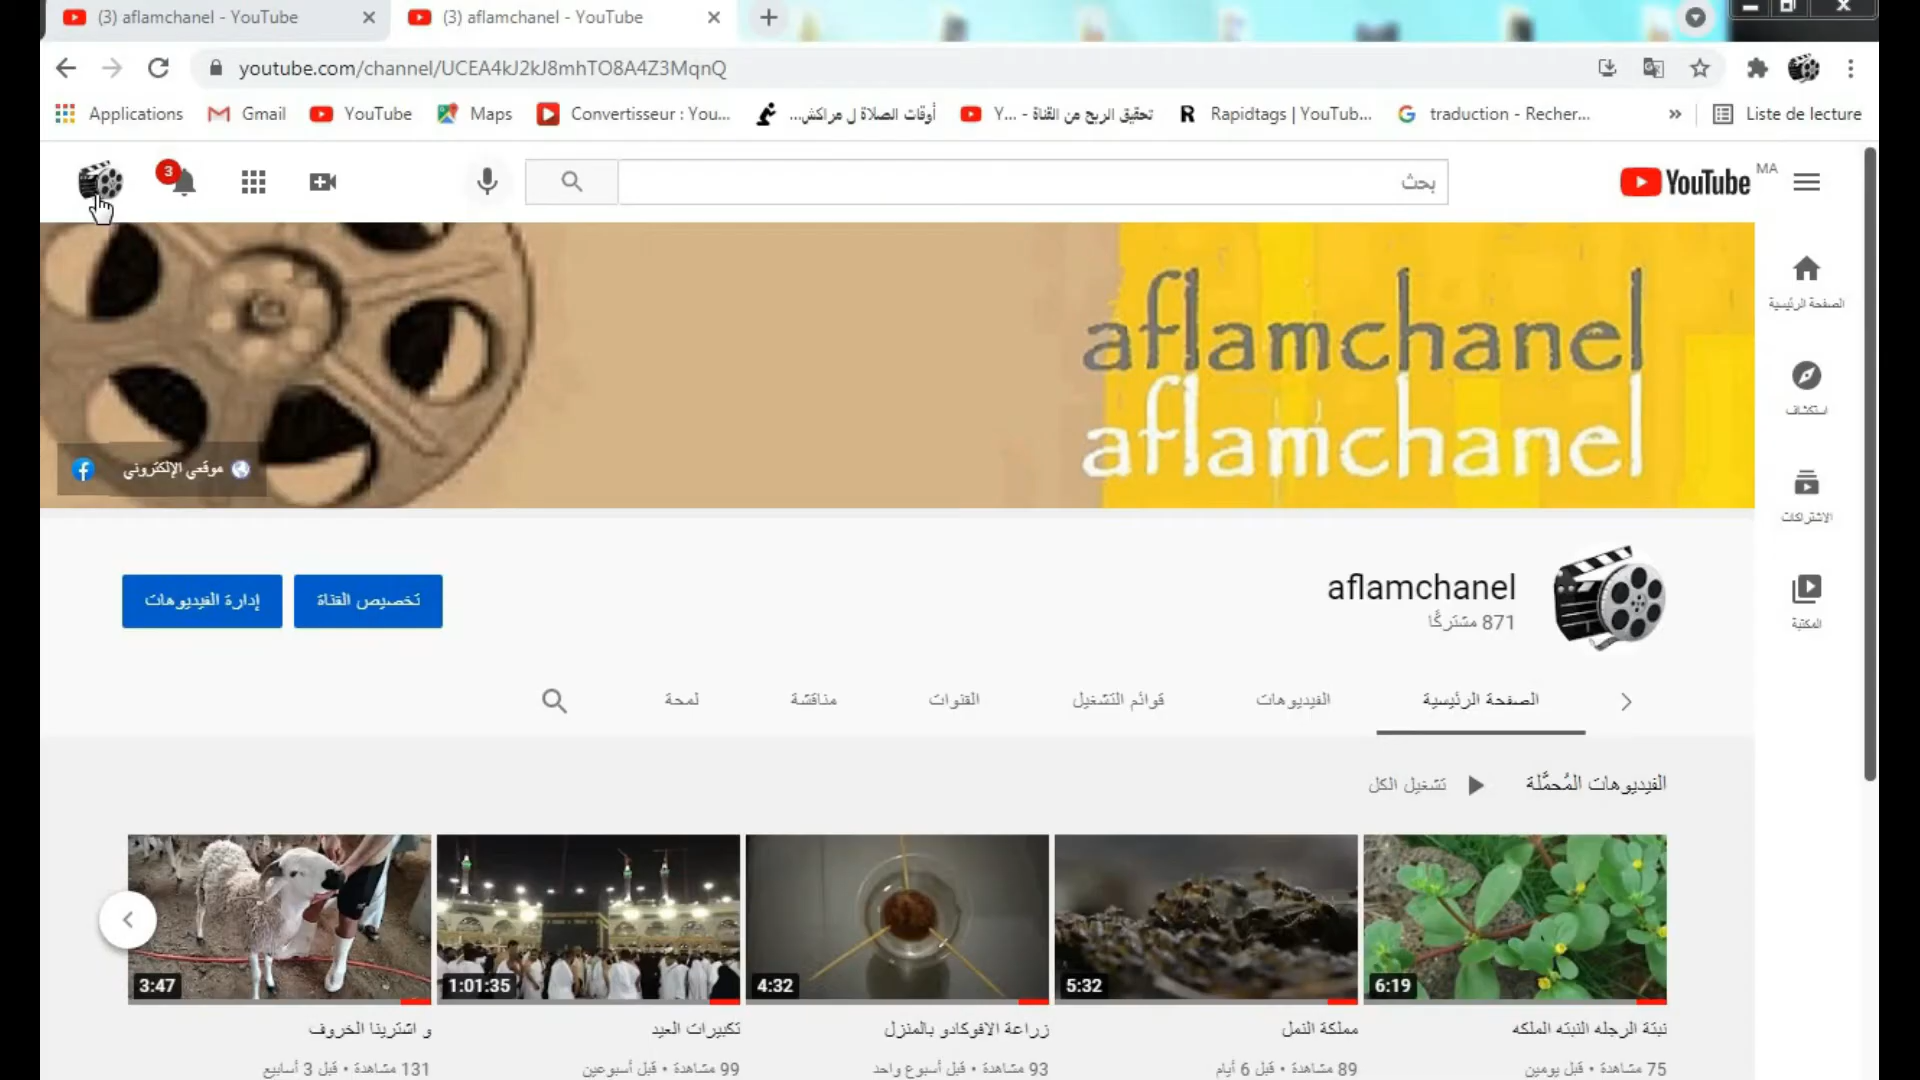 (3) aflamchanel - YouTube
(3) aflamchanel - YouTube
youtube.com/channel/UCEA4kJ2kJ8mhTO8A4Z3MqnQ
Applications
Gmail
YouTube
Maps
Convertisseur : You...
أوقات الصلاة ل مراكش...
تحقيق الربح من القناة - ...Y
Rapidtags | YouTub...
traduction - Recher...
»
Liste de lecture
3
بحث
YouTube MA
aflamchanel
aflamchanel
موقعي الإلكتروني
الصفحة الرئيسية
استكشاف
الاشتراكات
المكتبة
aflamchanel
871 مشتركًا
تخصيص القناة
إدارة الفيديوهات
الصفحة الرئيسية
الفيديوهات
قوائم التشغيل
القنوات
مناقشة
لمحة
الفيديوهات المُحمَّلة
تشغيل الكل
6:19
5:32
4:32
1:01:35
3:47
نبتة الرجله النبته الملكه
مملكة النمل
زراعة الافوكادو بالمنزل
تكبيرات العيد
و اشترينا الخروف
75 مشاهدة • قبل يومين
89 مشاهدة • قبل 6 أيام
93 مشاهدة • قبل أسبوع واحد
99 مشاهدة • قبل أسبوعين
131 مشاهدة • قبل 3 أسابيع